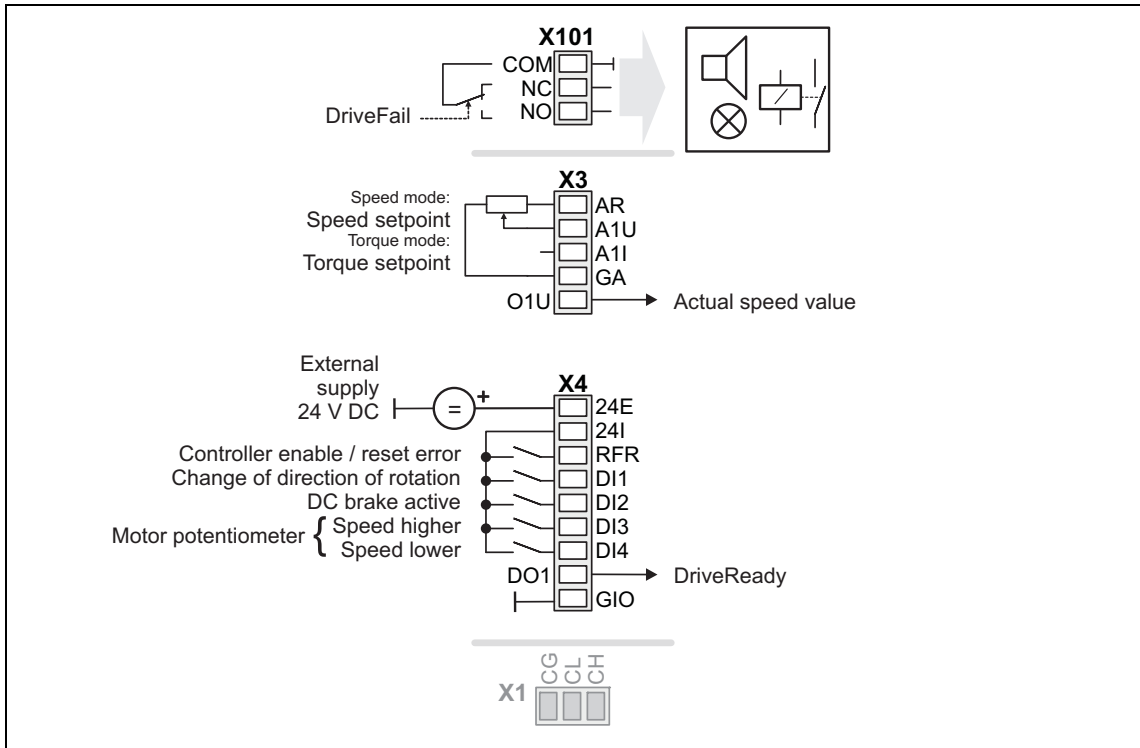 X101
COM
NC
DriveFail
NO
X3
Speed mode:
AR
Speed setpoint
A1U
Torque mode:
A1I
Torque setpoint
GA
O1U
Actual speed value
External
supply
24 V DC
=
+
X4
24E
24I
Controller enable / reset error
RFR
Change of direction of rotation
DI1
DC brake active
DI2
Motor potentiometer {
Speed higher
DI3
Speed lower
DI4
DO1
DriveReady
GIO
CG
CL
CH
X1